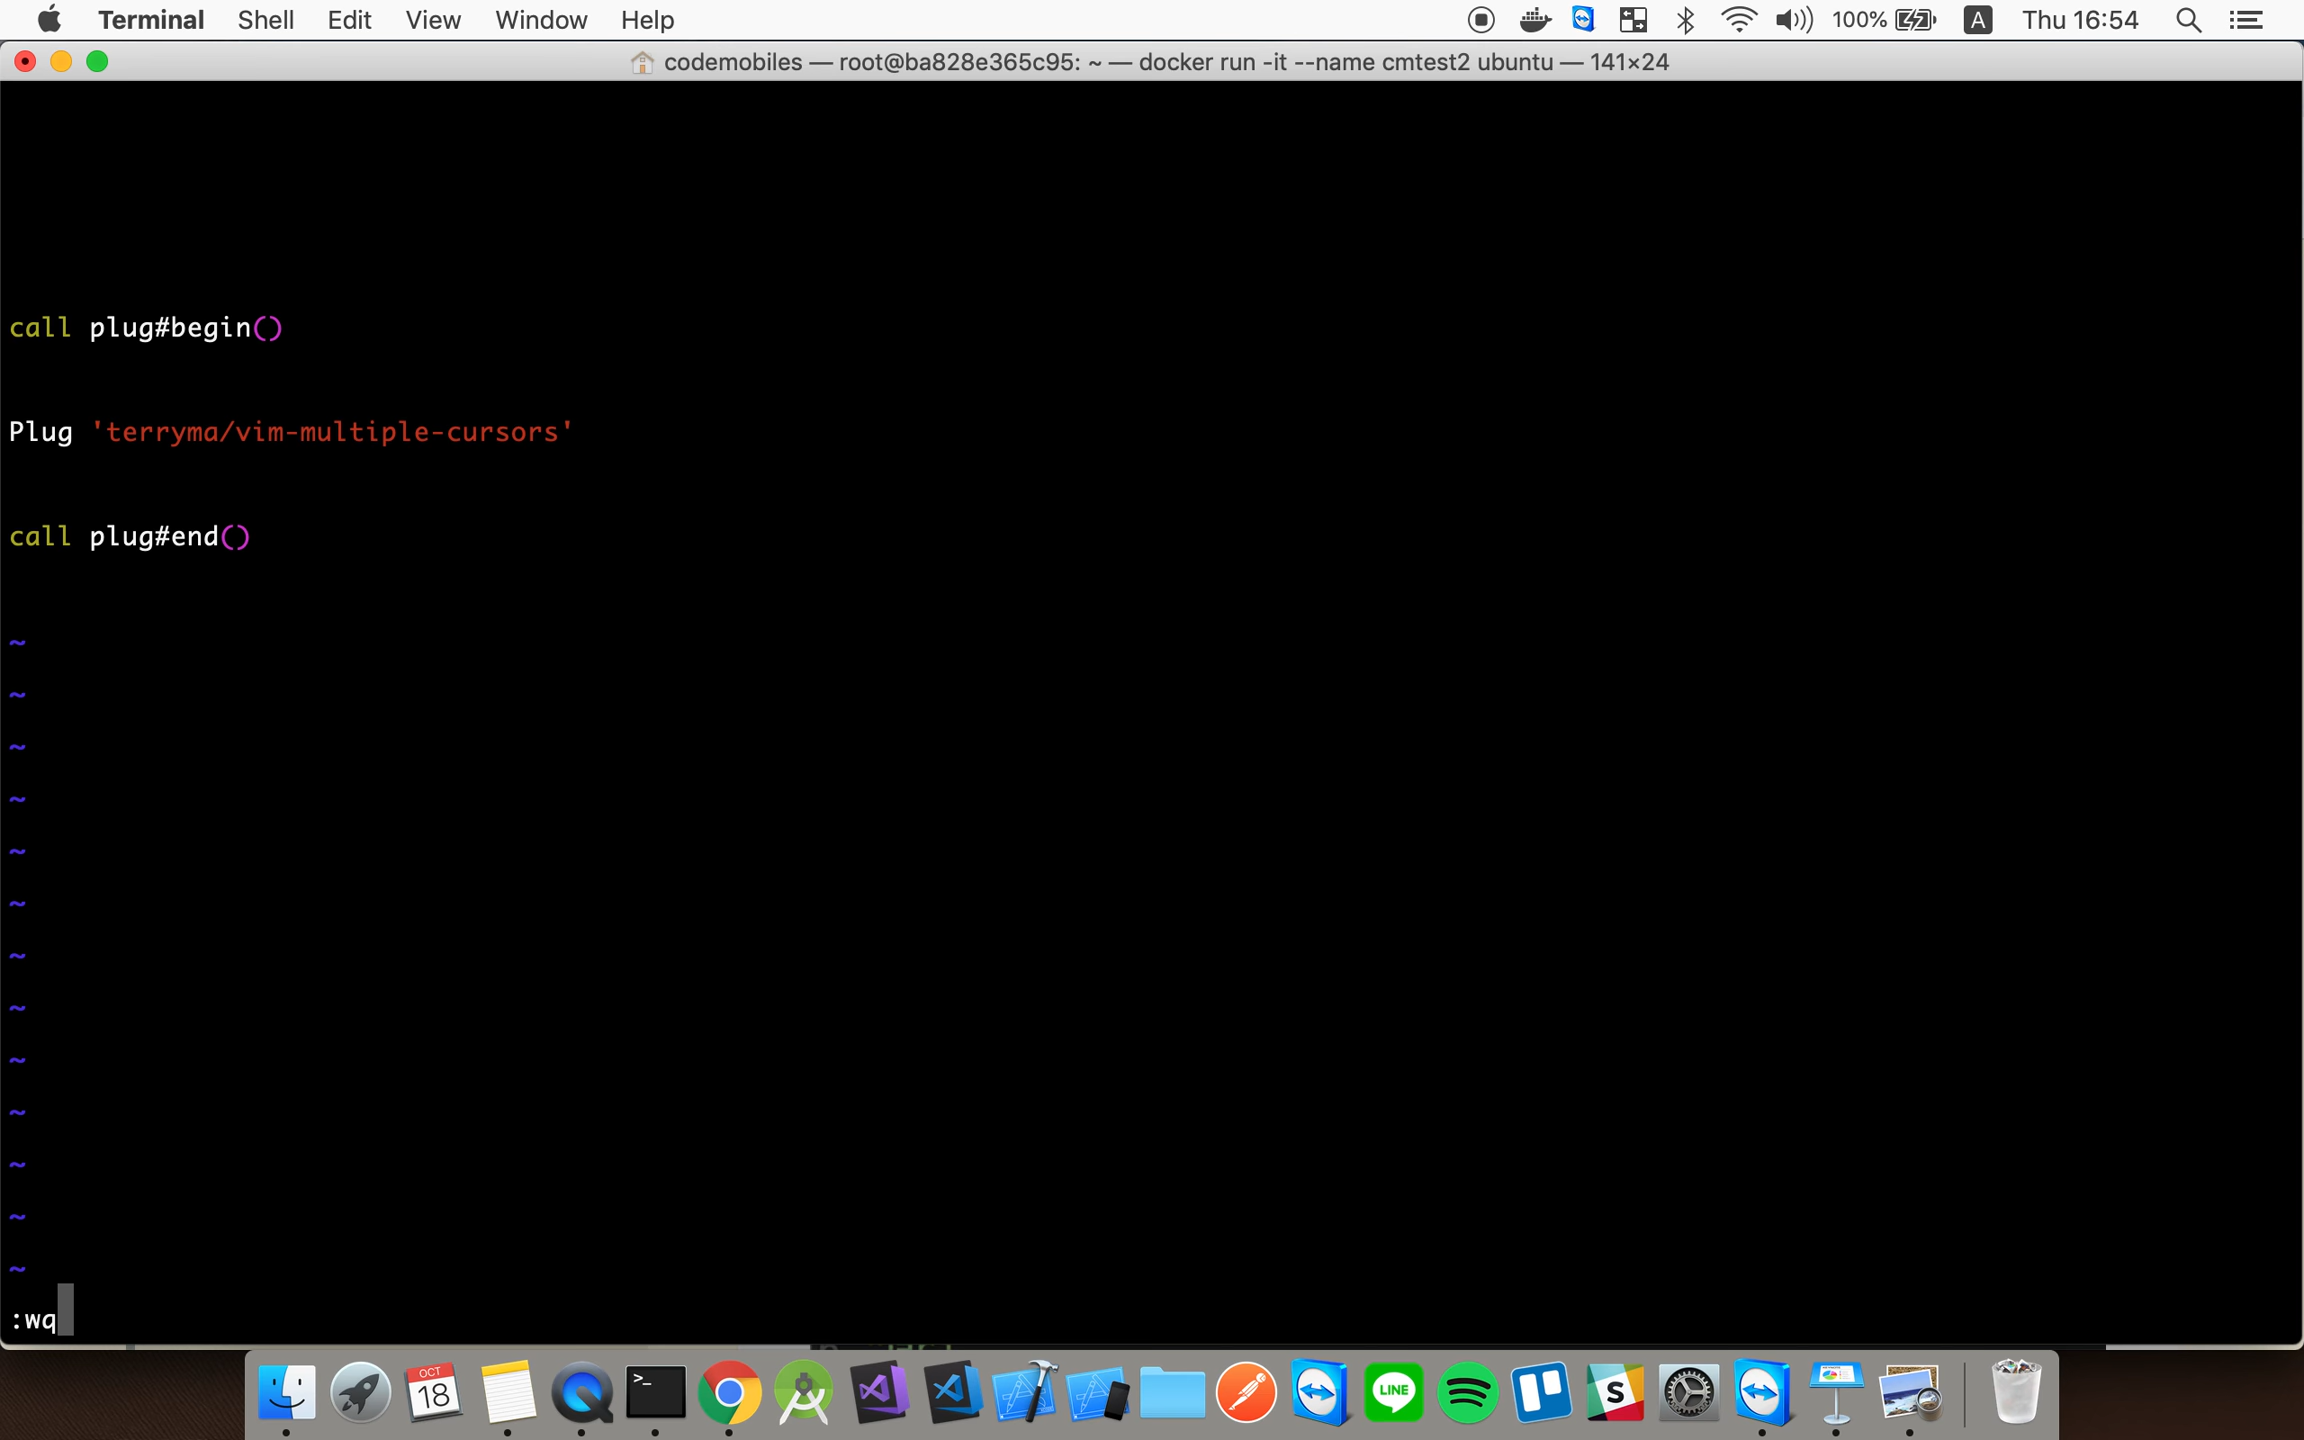 Terminal Shell Edit View Window Help 100% A Thu 16:54
codemobiles — root@ba828e365c95: ~ — docker run -it --name cmtest2 ubuntu — 141×24
call plug#begin()
Plug 'terryma/vim-multiple-cursors'
call plug#end()
~
~
~
~
~
~
~
~
~
~
~
~
~
:wq
OCT
18
>_
LINE
S